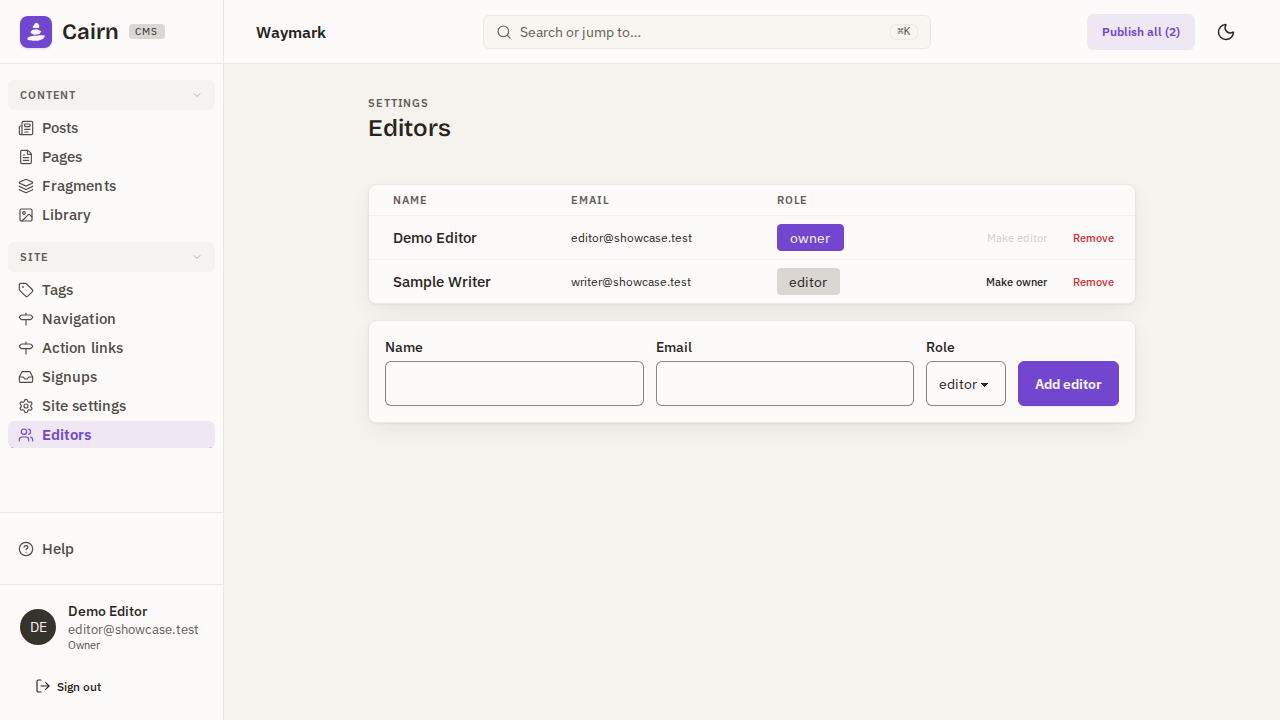 Cairn CMS
Waymark
Search or jump to...
⌘K
Publish all (2)
CONTENT
Posts
Pages
Fragments
Library
SITE
Tags
Navigation
Action links
Signups
Site settings
Editors
Help
DE
Demo Editor
editor@showcase.test
Owner
Sign out
SETTINGS
Editors
NAME EMAIL ROLE
Demo Editor editor@showcase.test owner Make editor Remove
Sample Writer writer@showcase.test editor Make owner Remove
Name Email Role
editor Add editor